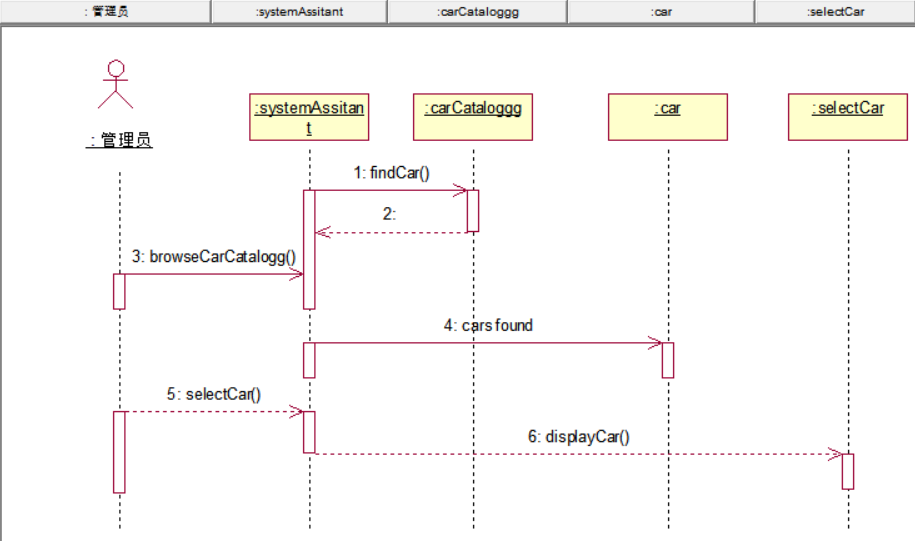 : 管理员
:systemAssitant
:carCataloggg
:car
:selectCar
: 管理员
:systemAssitan
t
:carCataloggg
:car
:selectCar
1: findCar()
2:
3: browseCarCatalogg()
4: cars found
5: selectCar()
6: displayCar()